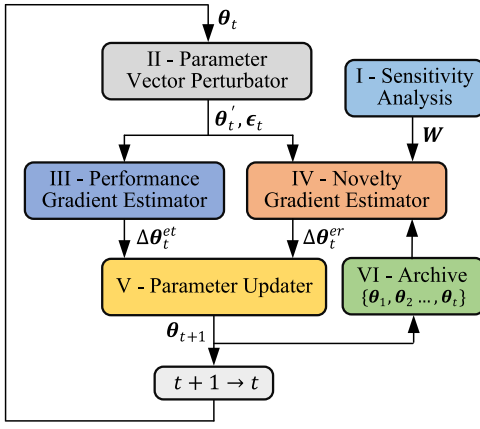 θ_t
II - Parameter
Vector Perturbator
I - Sensitivity
Analysis
θ_t', ϵ_t
W
III - Performance
Gradient Estimator
IV - Novelty
Gradient Estimator
Δθ_t^{et}
Δθ_t^{er}
V - Parameter Updater
VI - Archive
{θ_1, θ_2 ..., θ_t}
θ_{t+1}
t + 1 → t